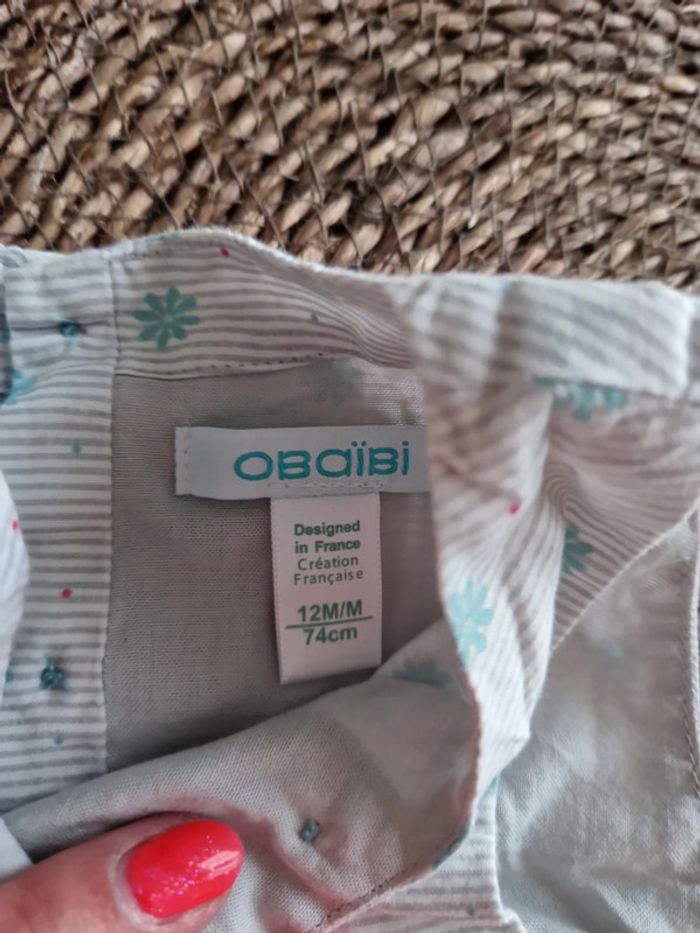 OBAÏBI
Designed
in France
Création
Française
12M/M
74cm